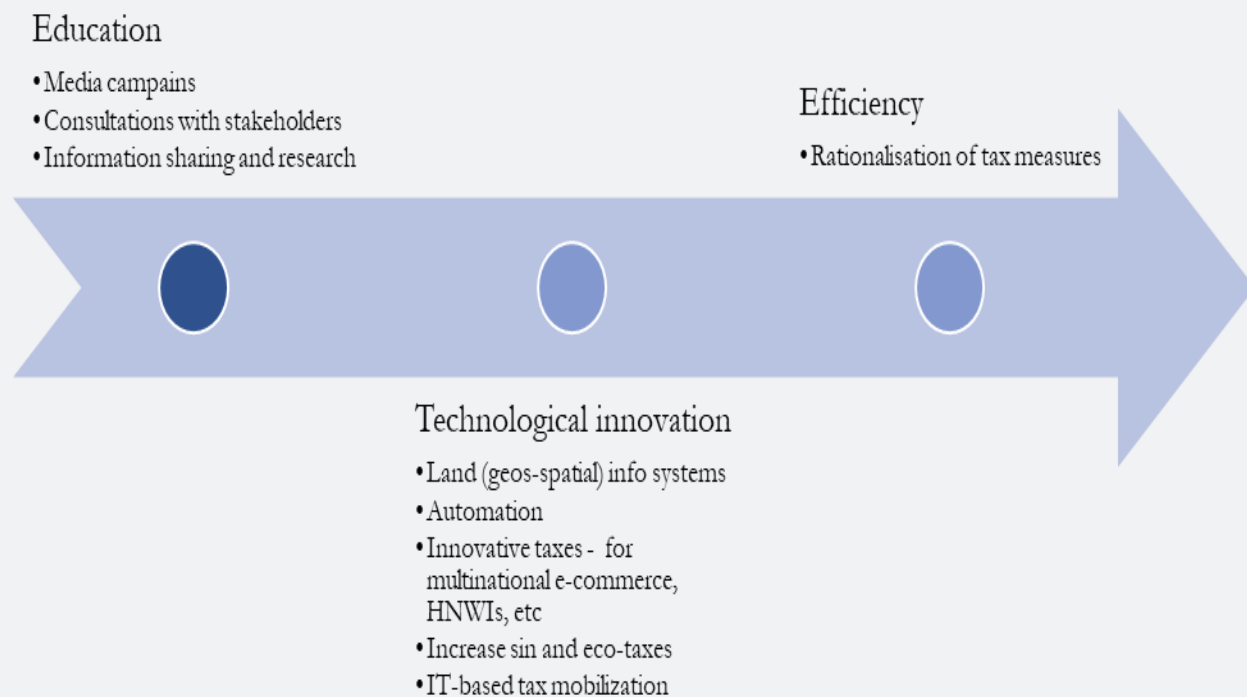 Education
•Media campains
•Consultations with stakeholders
•Information sharing and research
Efficiency
•Rationalisation of tax measures
Technological innovation
•Land (geos-spatial) info systems
•Automation
•Innovative taxes - for
multinational e-commerce,
HNWIs, etc
•Increase sin and eco-taxes
•IT-based tax mobilization